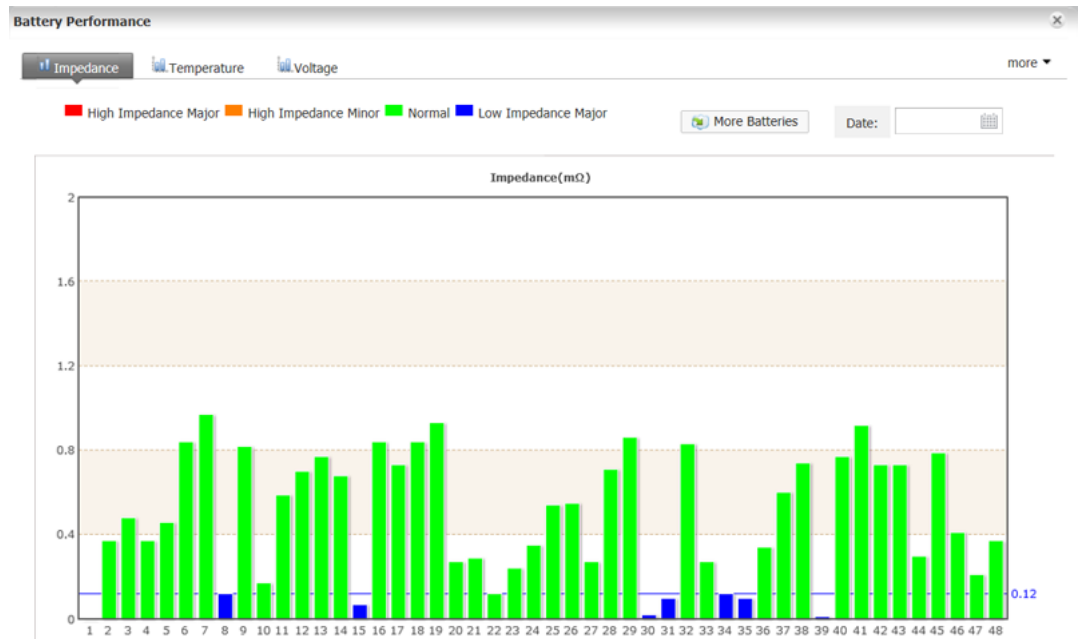 Battery Performance
Impedance Temperature Voltage more
High Impedance Major High Impedance Minor Normal Low Impedance Major More Batteries Date:
Impedance(mΩ)
2
1.6
1.2
0.8
0.4
0.12
0
1 2 3 4 5 6 7 8 9 10 11 12 13 14 15 16 17 18 19 20 21 22 23 24 25 26 27 28 29 30 31 32 33 34 35 36 37 38 39 40 41 42 43 44 45 46 47 48